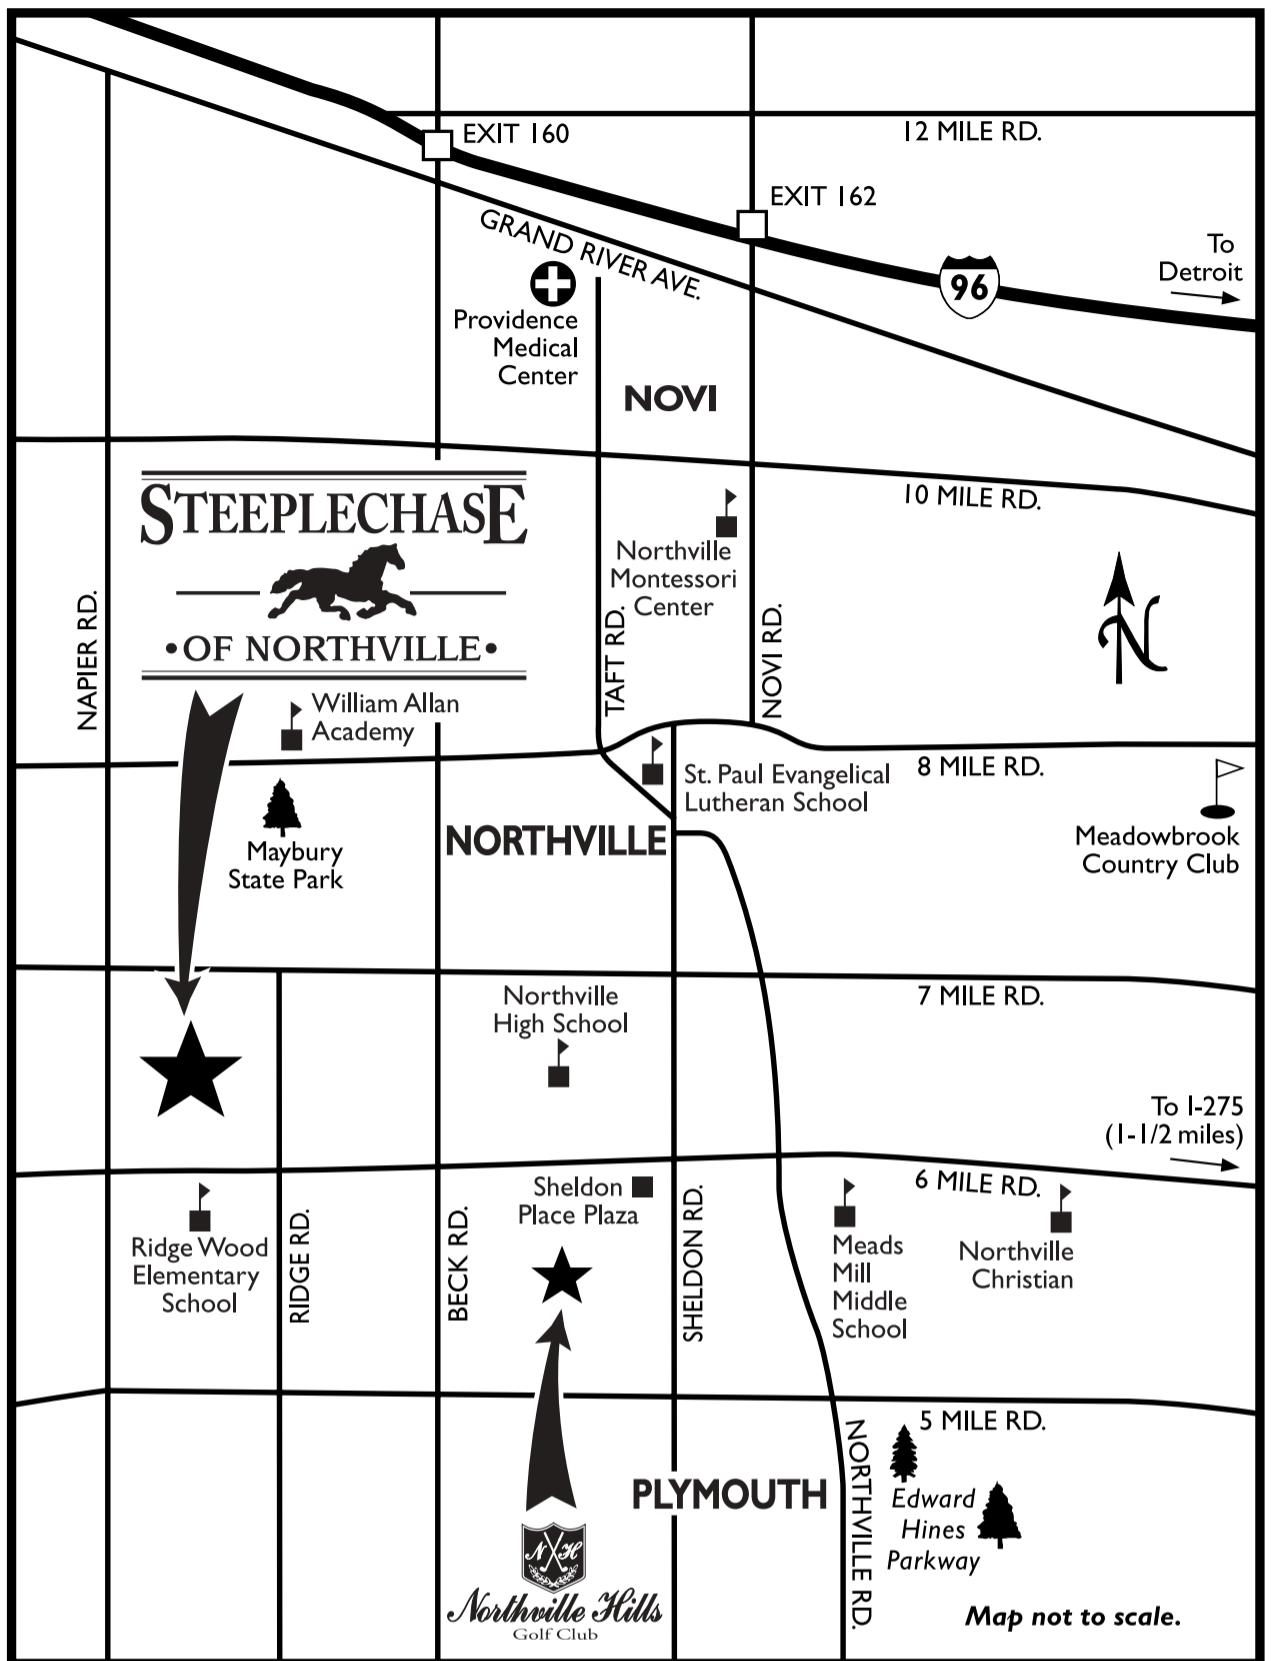 EXIT 160
12 MILE RD.
EXIT 162
GRAND RIVER AVE.
To
Detroit
96
Providence
Medical
Center
NOVI
10 MILE RD.
STEEPLECHASE
•OF NORTHVILLE•
Northville
Montessori
Center
NAPIER RD.
TAFT RD.
NOVI RD.
N
William Allan
Academy
St. Paul Evangelical
Lutheran School
8 MILE RD.
Maybury
State Park
NORTHVILLE
Meadowbrook
Country Club
7 MILE RD.
Northville
High School
To I-275
(1-1/2 miles)
6 MILE RD.
Sheldon
Place Plaza
Ridge Wood
Elementary
School
RIDGE RD.
BECK RD.
SHELDON RD.
Meads
Mill
Middle
School
Northville
Christian
5 MILE RD.
PLYMOUTH
NORTHVILLE RD.
Edward
Hines
Parkway
N H
Northville Hills
Golf Club
Map not to scale.